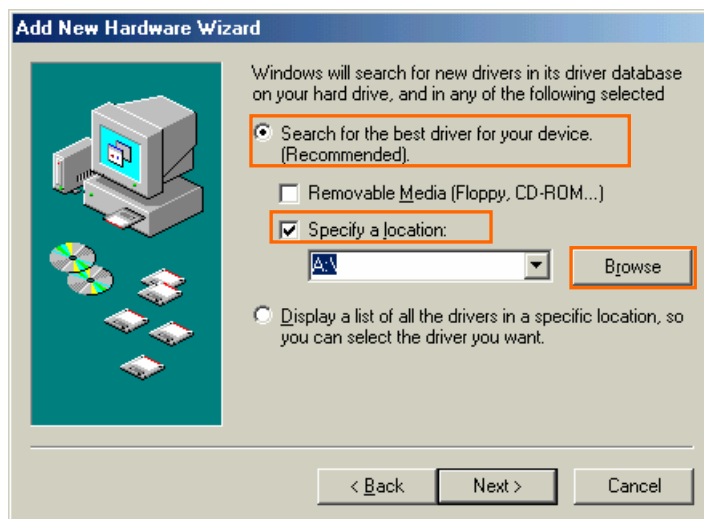 Add New Hardware Wizard
Windows will search for new drivers in its driver database
on your hard drive, and in any of the following selected
Search for the best driver for your device.
(Recommended).
Removable Media (Floppy, CD-ROM...)
Specify a location:
A:\
Browse
Display a list of all the drivers in a specific location, so
you can select the driver you want.
< Back
Next >
Cancel